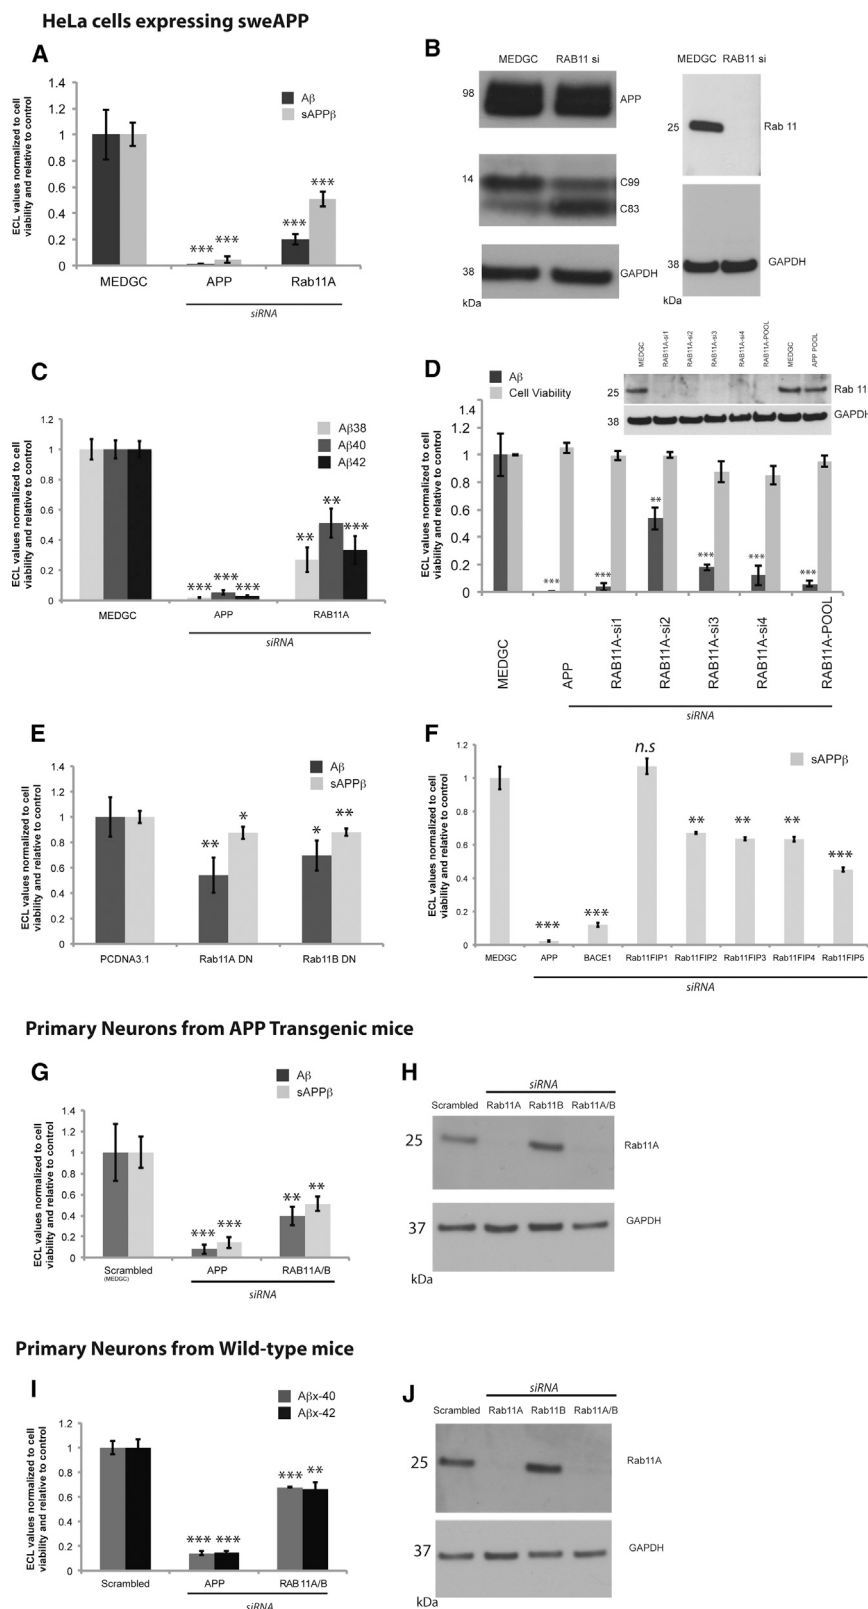 HeLa cells expressing sweAPP
A
ECL values normalized to cell
viability and relative to control
1.4
1.2
1
0.8
0.6
0.4
0.2
0
Aβ
sAPPβ
*** ***
***
***
MEDGC APP Rab11A
siRNA
B
MEDGC RAB11 si
98 APP
14 C99
C83
38 GAPDH
kDa
MEDGC RAB11 si
25 Rab 11
38 GAPDH
kDa
C
ECL values normalized to cell
viability and relative to control
1.2
1
0.8
0.6
0.4
0.2
0
Aβ38
Aβ40
Aβ42
*** *** ***
** ** ***
MEDGC APP RAB11A
siRNA
D
Aβ
Cell Viability
MEDGC RAB11A-si1 RAB11A-si2 RAB11A-si3 RAB11A-si4 RAB11A-POOL MEDGC APP POOL
25 Rab 11
38 GAPDH
ECL values normalized to cell
viability and relative to control
1.4
1.2
1
0.8
0.6
0.4
0.2
0
*** *** ** *** *** ***
MEDGC APP RAB11A-si1 RAB11A-si2 RAB11A-si3 RAB11A-si4 RAB11A-POOL
siRNA
E
ECL values normalized to cell
viability and relative to control
1.4
1.2
1
0.8
0.6
0.4
0.2
0
Aβ
sAPPβ
** * * **
PCDNA3.1 Rab11A DN Rab11B DN
F
ECL values normalized to cell
viability and relative to control
1.2
1
0.8
0.6
0.4
0.2
0
sAPPβ
*** *** n.s ** ** ** ***
MEDGC APP BACE1 Rab11FIP1 Rab11FIP2 Rab11FIP3 Rab11FIP4 Rab11FIP5
siRNA
Primary Neurons from APP Transgenic mice
G
ECL values normalized to cell
viability and relative to control
1.4
1.2
1
0.8
0.6
0.4
0.2
0
Aβ
sAPPβ
*** *** ** **
Scrambled APP RAB11A/B
(MEDGC)
siRNA
H
siRNA
Scrambled Rab11A Rab11B Rab11A/B
25 Rab11A
37 GAPDH
kDa
Primary Neurons from Wild-type mice
I
ECL values normalized to cell
viability and relative to control
1.2
1
0.8
0.6
0.4
0.2
0
Aβx-40
Aβx-42
*** *** *** **
Scrambled APP RAB11A/B
siRNA
J
siRNA
Scrambled Rab11A Rab11B Rab11A/B
25 Rab11A
37 GAPDH
kDa